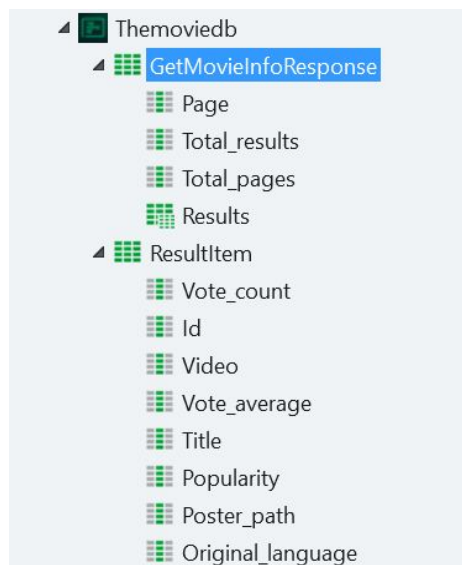 Themoviedb
GetMovieInfoResponse
Page
Total_results
Total_pages
Results
ResultItem
Vote_count
Id
Video
Vote_average
Title
Popularity
Poster_path
Original_language